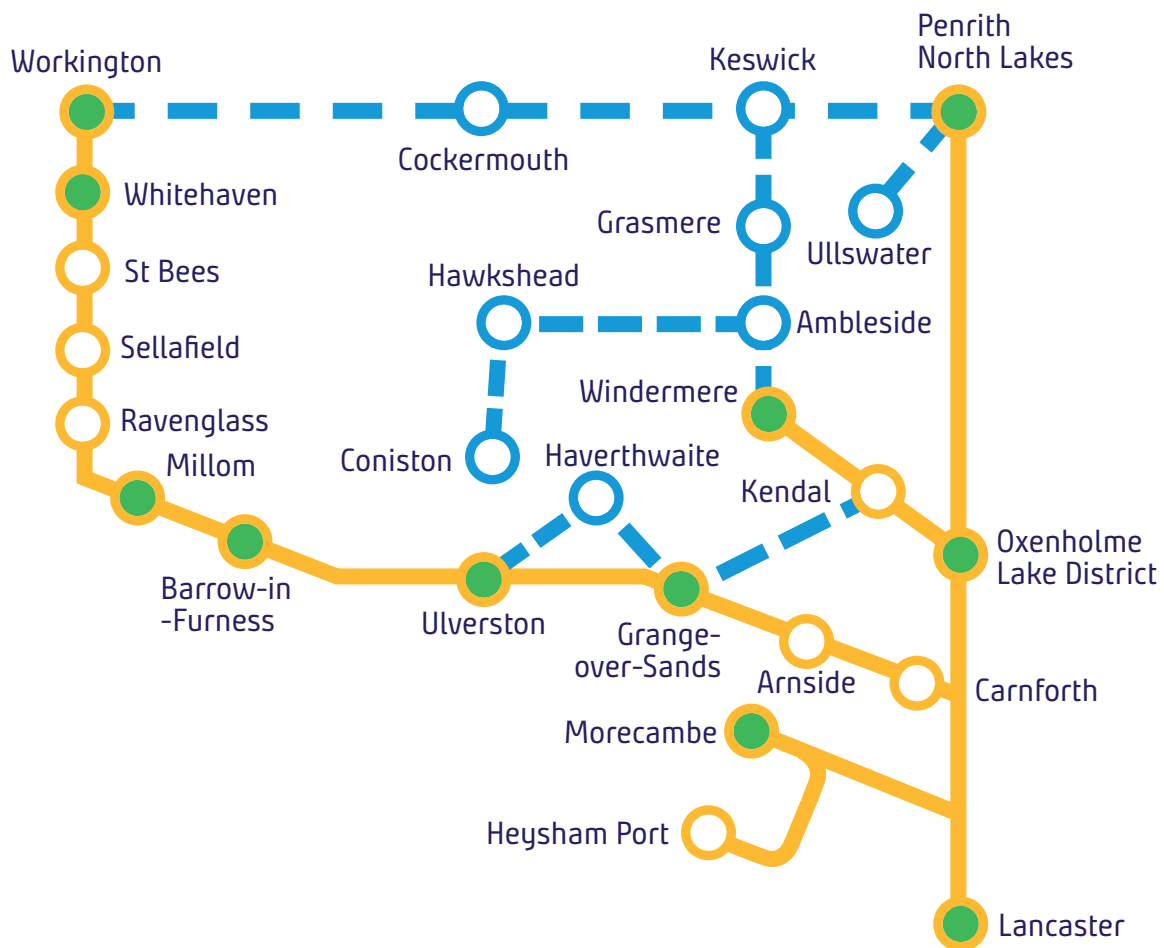 Penrith
North Lakes
Workington
Keswick
Cockermouth
Whitehaven
Grasmere
Ullswater
St Bees
Hawkshead
Ambleside
Sellafield
Windermere
Ravenglass
Millom
Coniston
Haverthwaite
Kendal
Oxenholme
Lake District
Barrow-in
-Furness
Ulverston
Grange-
over-Sands
Arnside
Carnforth
Morecambe
Heysham Port
Lancaster